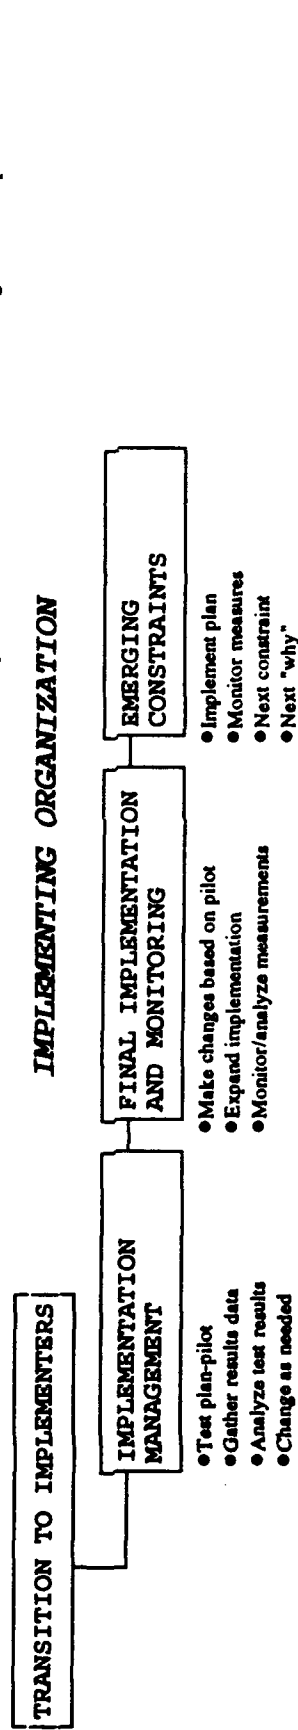 IMPLEMENTING ORGANIZATION
TRANSITION TO IMPLEMENTERS
IMPLEMENTATION
MANAGEMENT
●Test plan-pilot
●Gather results data
●Analyze test results
●Change as needed
FINAL IMPLEMENTATION
AND MONITORING
●Make changes based on pilot
●Expand implementation
●Monitor/analyze measurements
EMERGING
CONSTRAINTS
●Implement plan
●Monitor measures
●Next constraint
●Next "why"